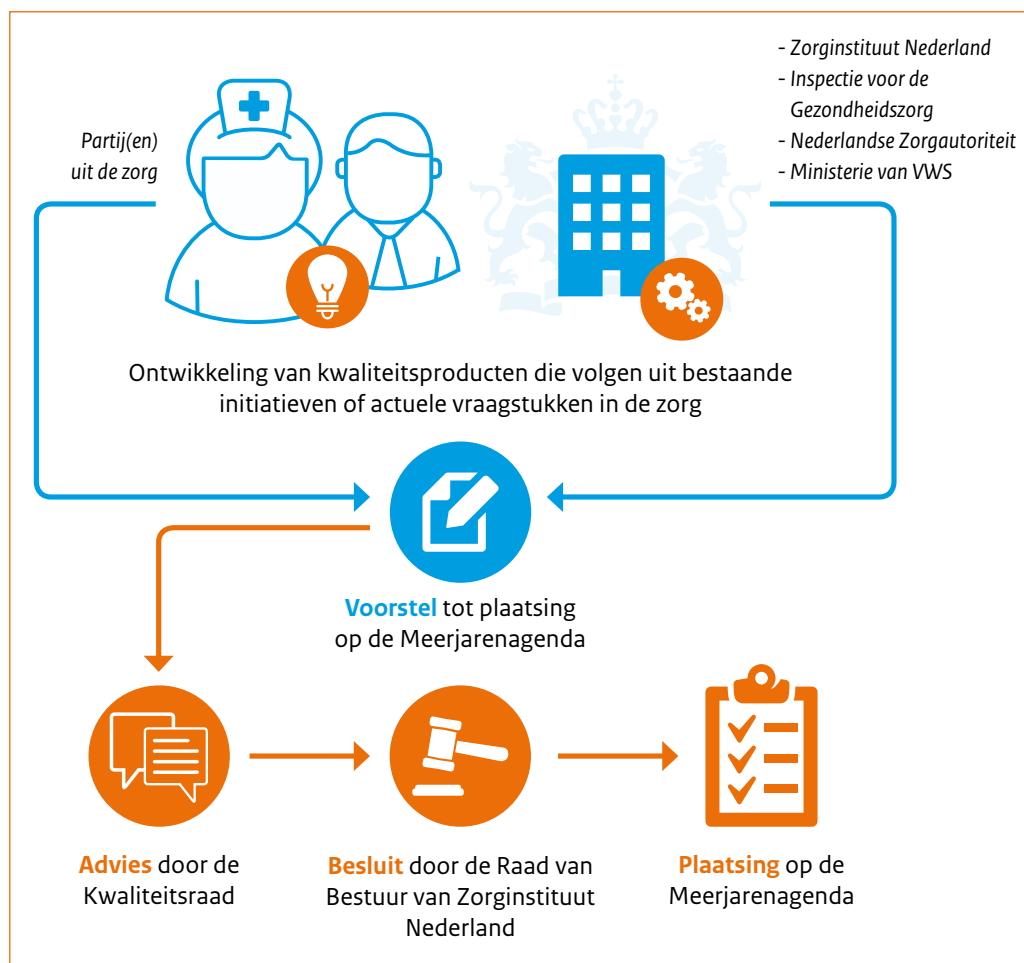 Partij(en)
uit de zorg
- Zorginstituut Nederland
- Inspectie voor de
Gezondheidszorg
- Nederlandse Zorgautoriteit
- Ministerie van VWS
Ontwikkeling van kwaliteitsproducten die volgen uit bestaande
initiatieven of actuele vraagstukken in de zorg
Voorstel tot plaatsing
op de Meerjarenagenda
Advies door de
Kwaliteitsraad
Besluit door de Raad van
Bestuur van Zorginstituut
Nederland
Plaatsing op de
Meerjarenagenda